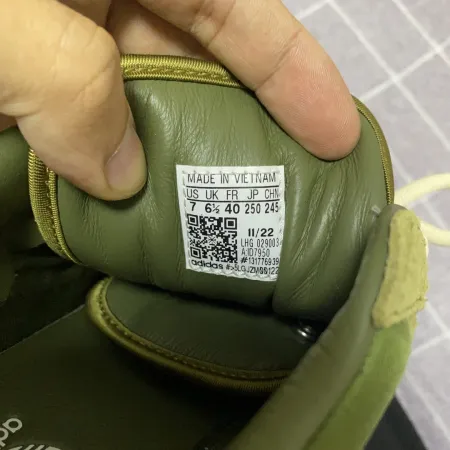 MADE IN VIETNAM
US UK FR JP CHN
7 6½ 40 250 245
11/22
LHG 029003
#131776939
adidas